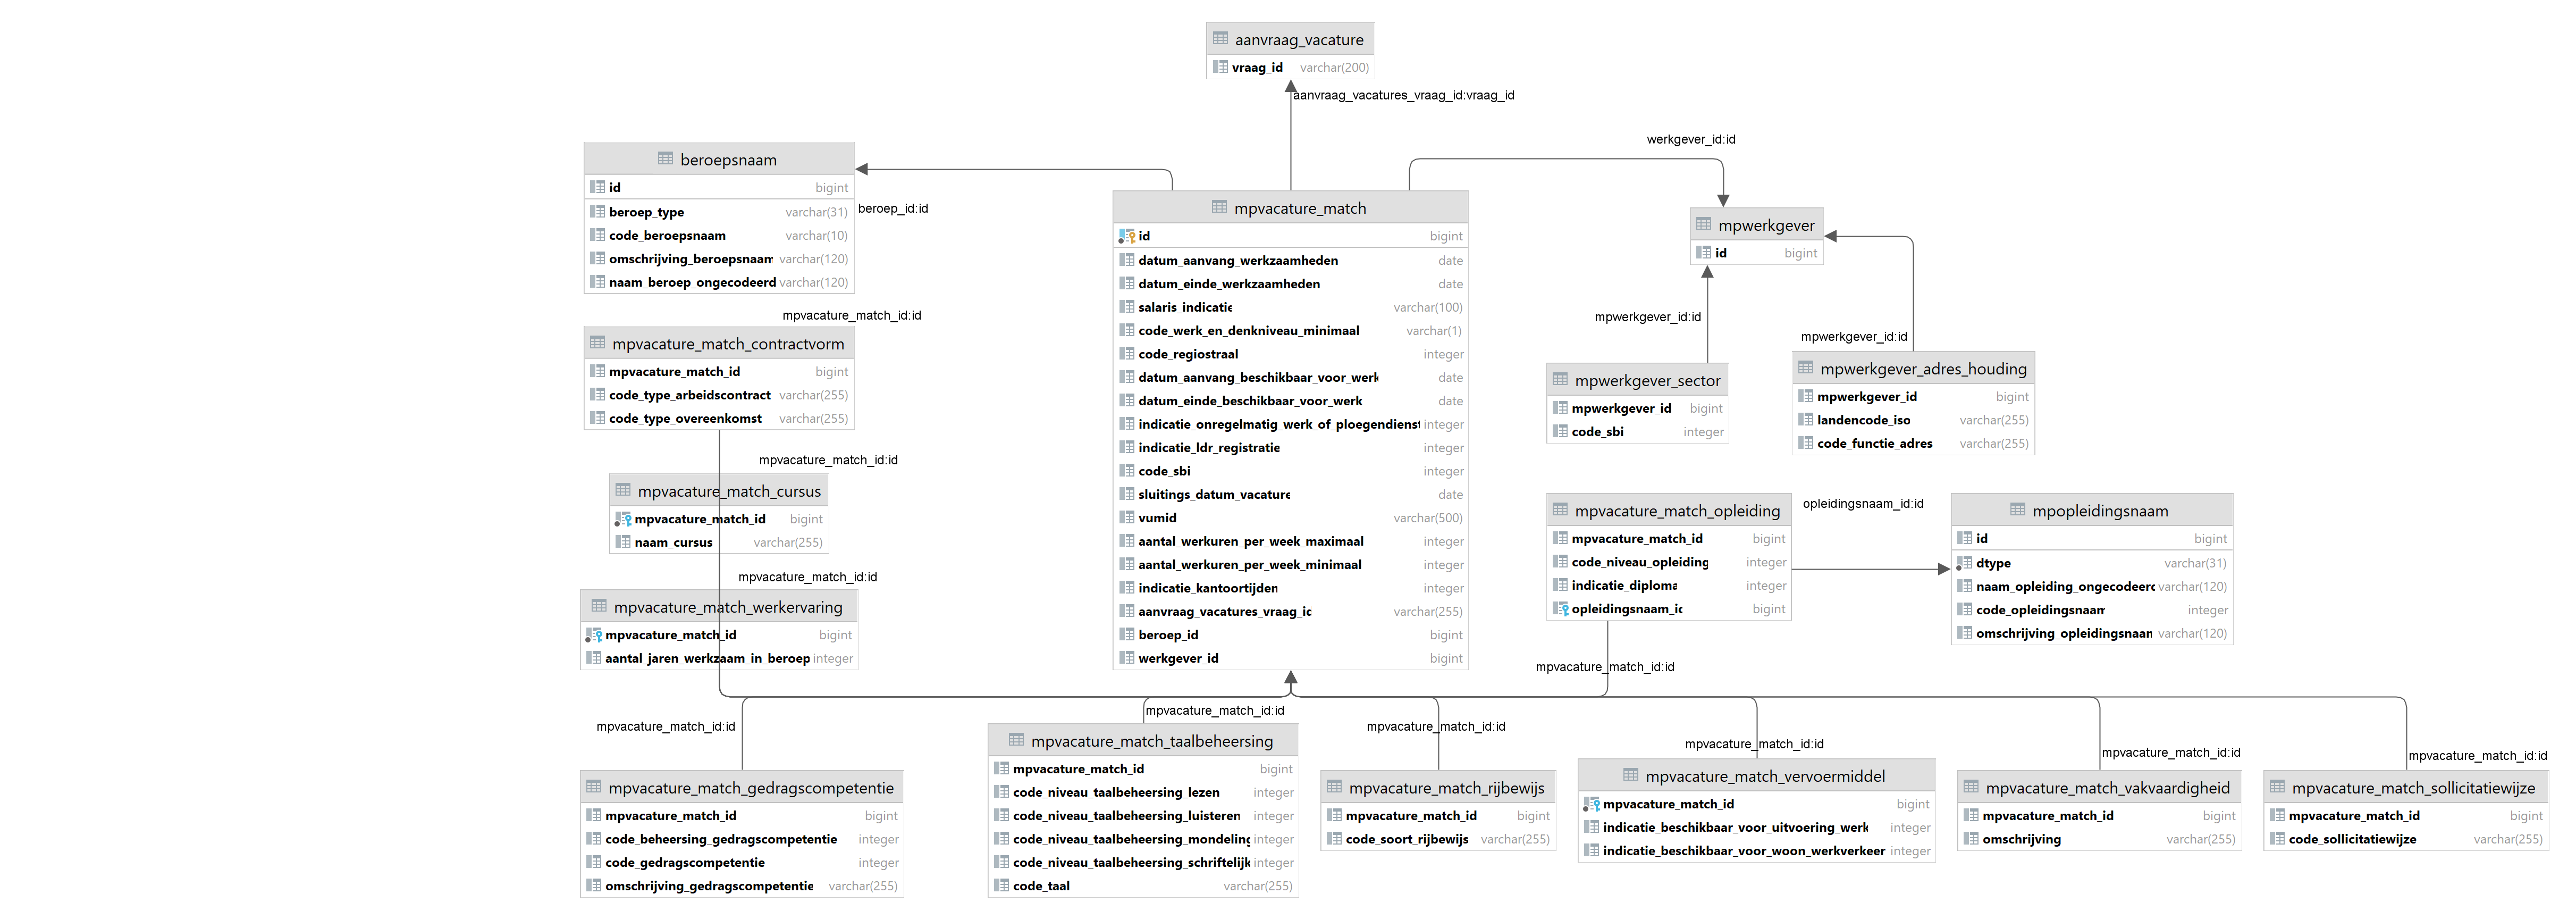 aanvraag_vacature
vraag_id varchar(200)
aanvraag_vacatures_vraag_id:vraag_id
werkgever_id:id
beroepsnaam
id bigint
beroep_type varchar(31)
code_beroepsnaam varchar(10)
omschrijving_beroepsnaam varchar(120)
naam_beroep_ongecodeerd varchar(120)
beroep_id:id
mpvacature_match
id bigint
datum_aanvang_werkzaamheden date
datum_einde_werkzaamheden date
salaris_indicatie varchar(100)
code_werk_en_denkniveau_minimaal varchar(1)
code_regiostraal integer
datum_aanvang_beschikbaar_voor_werk date
datum_einde_beschikbaar_voor_werk date
indicatie_onregelmatig_werk_of_ploegendienst integer
indicatie_ldr_registratie integer
code_sbi integer
sluitings_datum_vacature date
vumid varchar(500)
aantal_werkuren_per_week_maximaal integer
aantal_werkuren_per_week_minimaal integer
indicatie_kantoortijden integer
aanvraag_vacatures_vraag_id varchar(255)
beroep_id bigint
werkgever_id bigint
mpwerkgever
id bigint
mpwerkgever_id:id
mpwerkgever_id:id
mpwerkgever_sector
mpwerkgever_id bigint
code_sbi integer
mpwerkgever_adres_houding
mpwerkgever_id bigint
landencode_iso varchar(255)
code_functie_adres varchar(255)
mpvacature_match_id:id
mpvacature_match_contractvorm
mpvacature_match_id bigint
code_type_arbeidscontract varchar(255)
code_type_overeenkomst varchar(255)
mpvacature_match_id:id
mpvacature_match_cursus
mpvacature_match_id bigint
naam_cursus varchar(255)
mpvacature_match_id:id
mpvacature_match_werkervaring
mpvacature_match_id bigint
aantal_jaren_werkzaam_in_beroep integer
mpvacature_match_opleiding
mpvacature_match_id bigint
code_niveau_opleiding integer
indicatie_diploma integer
opleidingsnaam_id bigint
opleidingsnaam_id:id
mpopleidingsnaam
id bigint
dtype varchar(31)
naam_opleiding_ongecodeerd varchar(120)
code_opleidingsnaam integer
omschrijving_opleidingsnaam varchar(120)
mpvacature_match_id:id
mpvacature_match_id:id
mpvacature_match_gedragscompetentie
mpvacature_match_id bigint
code_beheersing_gedragscompetentie integer
code_gedragscompetentie integer
omschrijving_gedragscompetentie varchar(255)
mpvacature_match_id:id
mpvacature_match_taalbeheersing
mpvacature_match_id bigint
code_niveau_taalbeheersing_lezen integer
code_niveau_taalbeheersing_luisteren integer
code_niveau_taalbeheersing_mondeling integer
code_niveau_taalbeheersing_schriftelijk integer
code_taal varchar(255)
mpvacature_match_id:id
mpvacature_match_rijbewijs
mpvacature_match_id bigint
code_soort_rijbewijs varchar(255)
mpvacature_match_id:id
mpvacature_match_vervoermiddel
mpvacature_match_id bigint
indicatie_beschikbaar_voor_uitvoering_werk integer
indicatie_beschikbaar_voor_woon_werkverkeer integer
mpvacature_match_id:id
mpvacature_match_vakvaardigheid
mpvacature_match_id bigint
omschrijving varchar(255)
mpvacature_match_id:id
mpvacature_match_sollicitatiewijze
mpvacature_match_id bigint
code_sollicitatiewijze varchar(255)